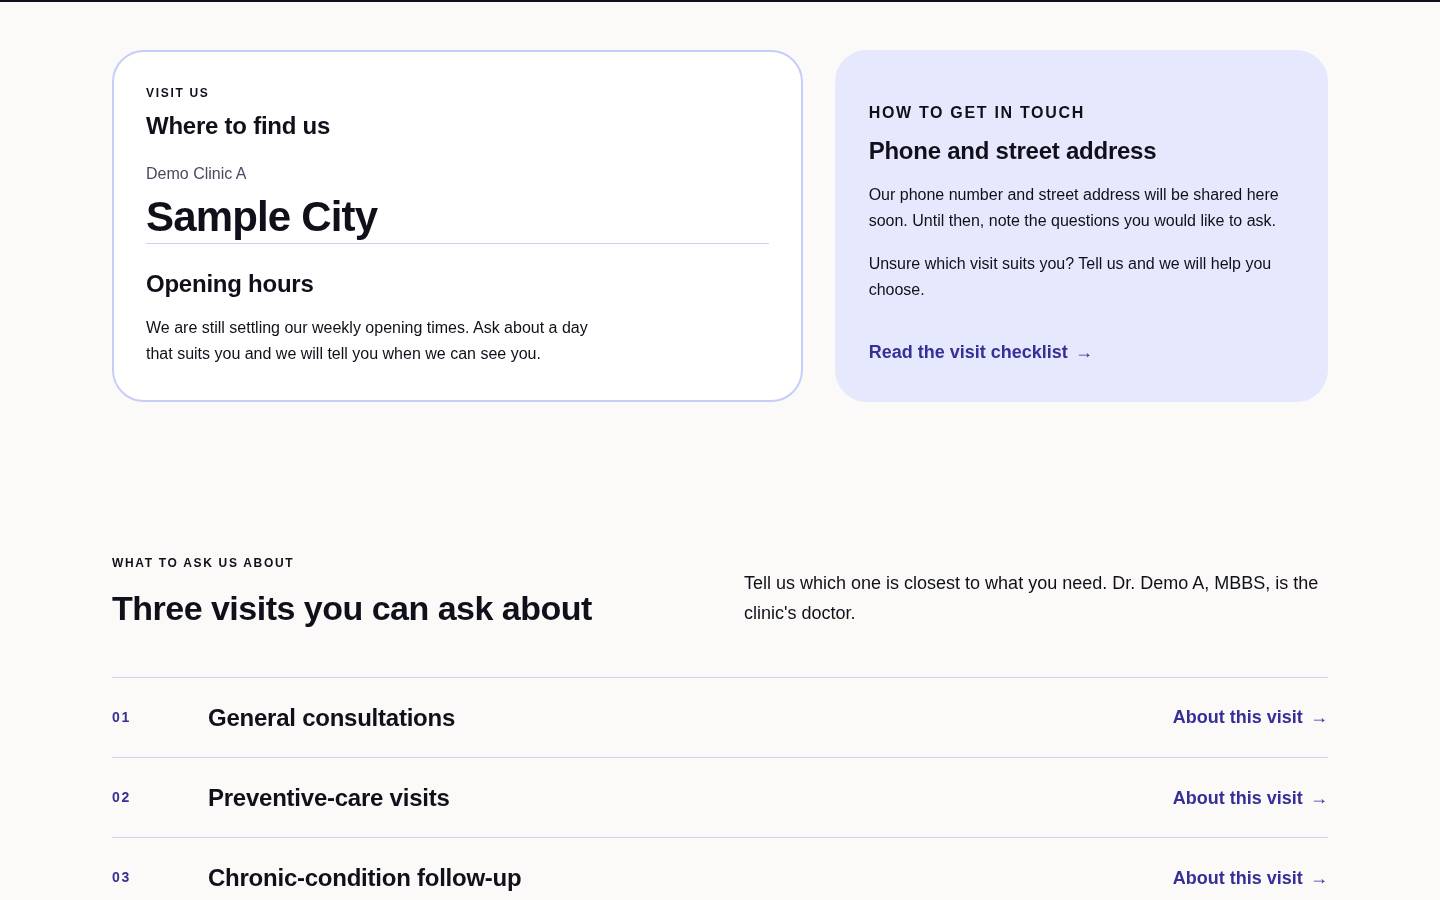 VISIT US
Where to find us
Demo Clinic A
Sample City
Opening hours
We are still settling our weekly opening times. Ask about a day
that suits you and we will tell you when we can see you.
HOW TO GET IN TOUCH
Phone and street address
Our phone number and street address will be shared here
soon. Until then, note the questions you would like to ask.
Unsure which visit suits you? Tell us and we will help you
choose.
Read the visit checklist →
WHAT TO ASK US ABOUT
Three visits you can ask about
Tell us which one is closest to what you need. Dr. Demo A, MBBS, is the
clinic's doctor.
01 General consultations About this visit →
02 Preventive-care visits About this visit →
03 Chronic-condition follow-up About this visit →